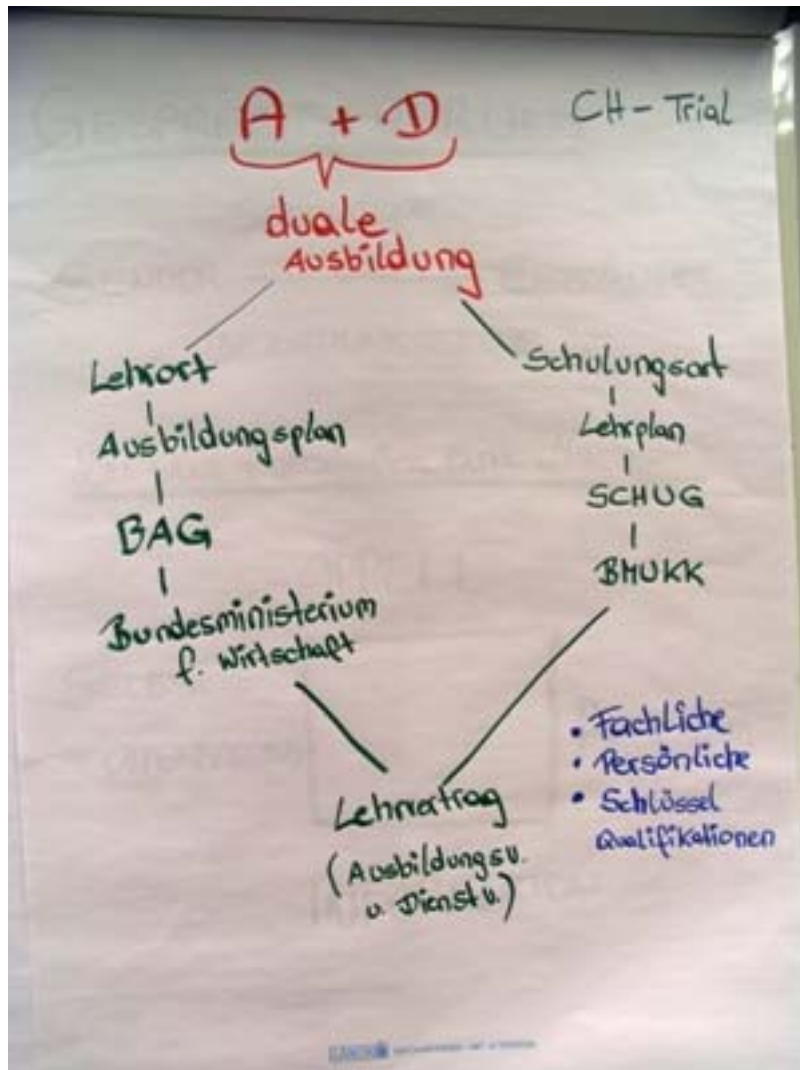 A + D
CH - Trial
duale
Ausbildung
Lehrort
Ausbildungsplan
BAG
Bundesministerium
f. Wirtschaft
Schulungsort
Lehrplan
SCHUG
BMUKK
Lehrvertrag
(Ausbildungsv.
u. Dienstv.)
• Fachliche
• Persönliche
• Schlüssel
Qualifikationen